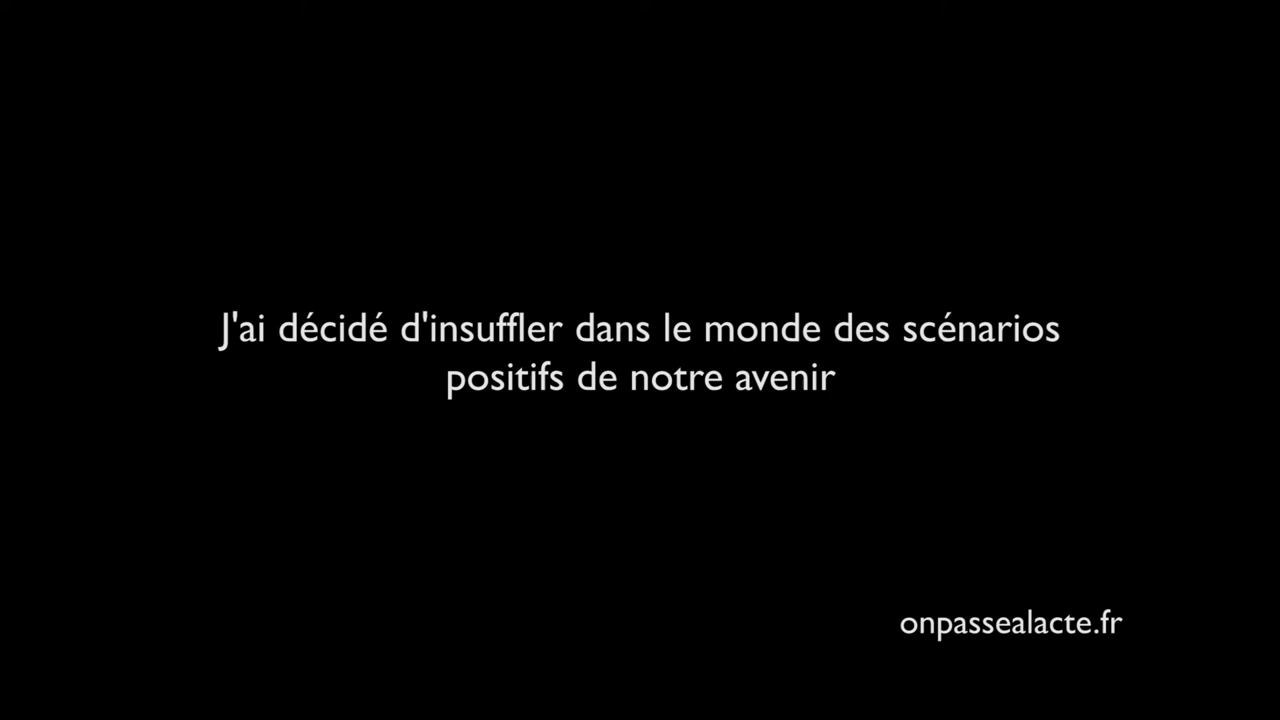 J'ai décidé d'insuffler dans le monde des scénarios
positifs de notre avenir
onpassealacte.fr